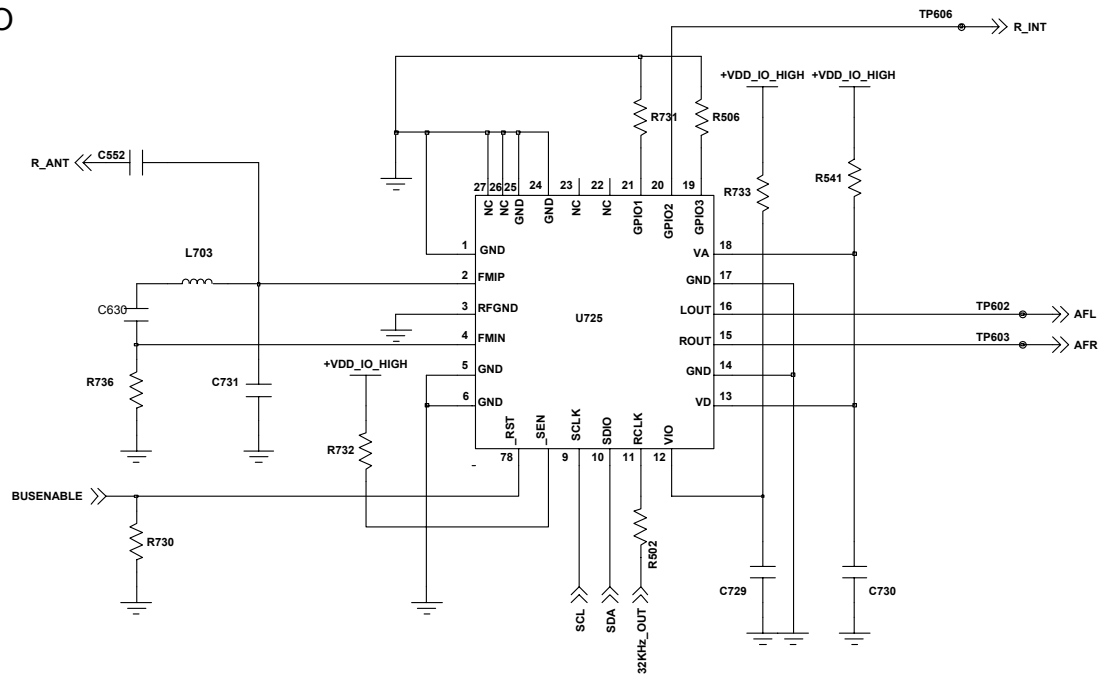 O
TP606
R_INT
+VDD_IO_HIGH +VDD_IO_HIGH
R731 R506
C552
R_ANT
R733 R541
27 26 25 24 23 22 21 20 19
NC NC GND GND NC NC GPIO1 GPIO2 GPIO3
L703
1 GND
VA 18
2 FMIP
GND 17
C630
3 RFGND
U725
LOUT 16
TP602
AFL
4 FMIN
ROUT 15
TP603
AFR
+VDD_IO_HIGH
R736
C731
5 GND
GND 14
6 GND
VD 13
_RST _SEN SCLK SDIO RCLK VIO
R732
78 9 10 11 12
BUSENABLE
R730
R502
C729
C730
SCL SDA 32KHz_OUT